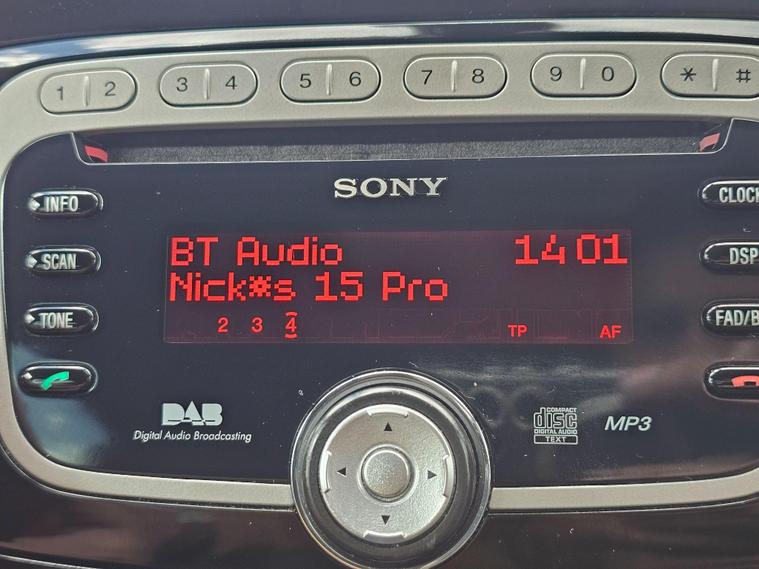 1 2 3 4 5 6 7 8 9 0 * #
SONY
INFO
CLOCK
SCAN
DSP
TONE
FAD/B
BT Audio 14 01
Nick※s 15 Pro
2 3 4 TP AF
DAB
Digital Audio Broadcasting
COMPACT
disc
DIGITAL AUDIO
TEXT
MP3